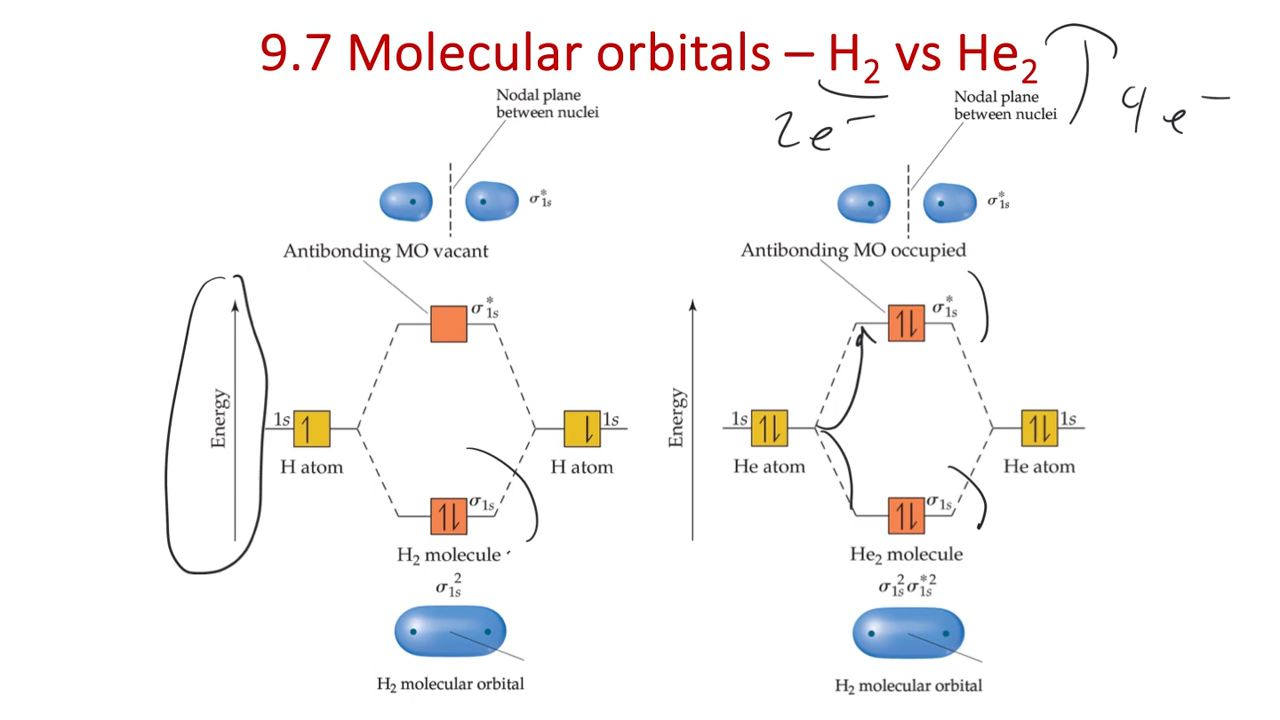 9.7 Molecular orbitals – H₂ vs He₂
2e⁻
4e⁻
Nodal plane
between nuclei
σ*1s
Antibonding MO vacant
σ*1s
Energy
1s
1s
H atom
H atom
σ1s
H₂ molecule
σ1s²
H₂ molecular orbital
Nodal plane
between nuclei
σ*1s
Antibonding MO occupied
σ*1s
Energy
1s
1s
He atom
He atom
σ1s
He₂ molecule
σ1s² σ*1s²
H₂ molecular orbital